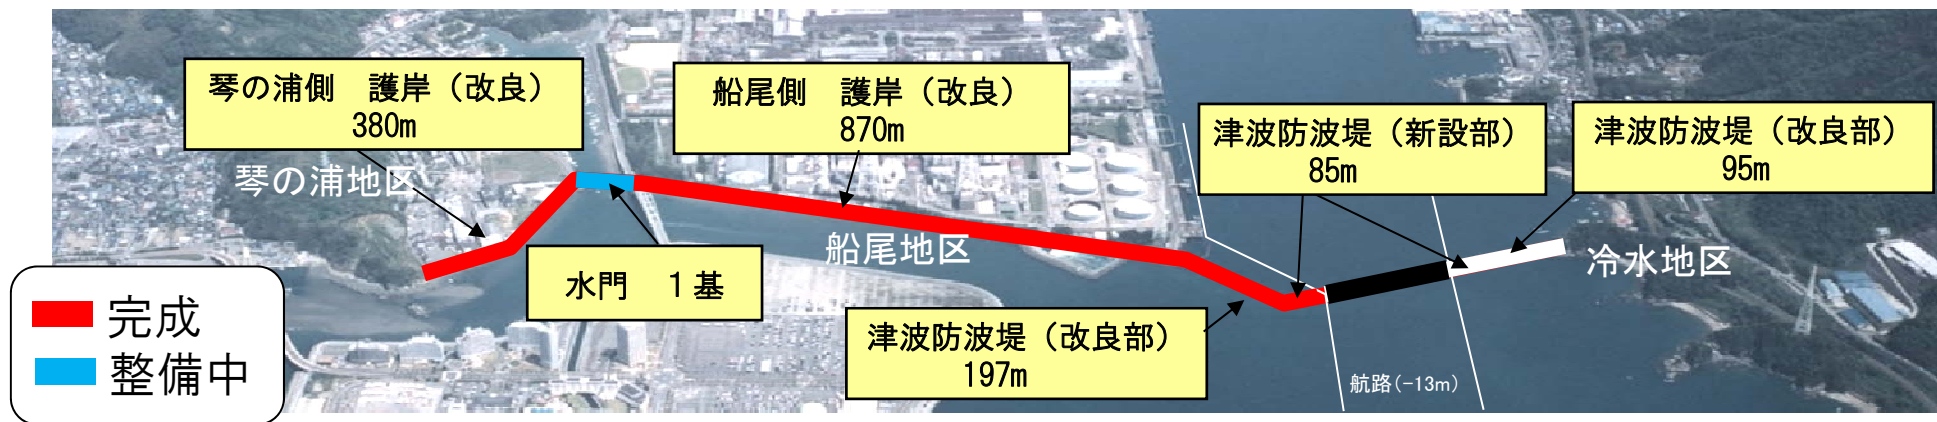 琴の浦側　護岸（改良）
380m
船尾側　護岸（改良）
870m
津波防波堤（新設部）
85m
津波防波堤（改良部）
95m
琴の浦地区
船尾地区
冷水地区
水門　１基
津波防波堤（改良部）
197m
航路(-13m)
完成
整備中